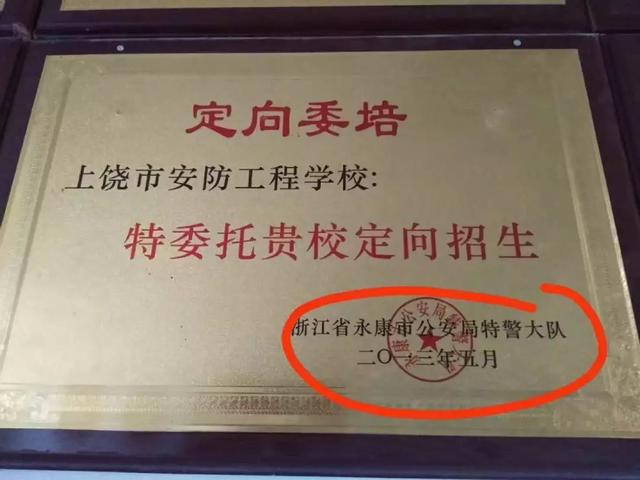 定向委培
上饶市安防工程学校:
特委托贵校定向招生
浙江省永康市公安局特警大队
二〇一三年五月